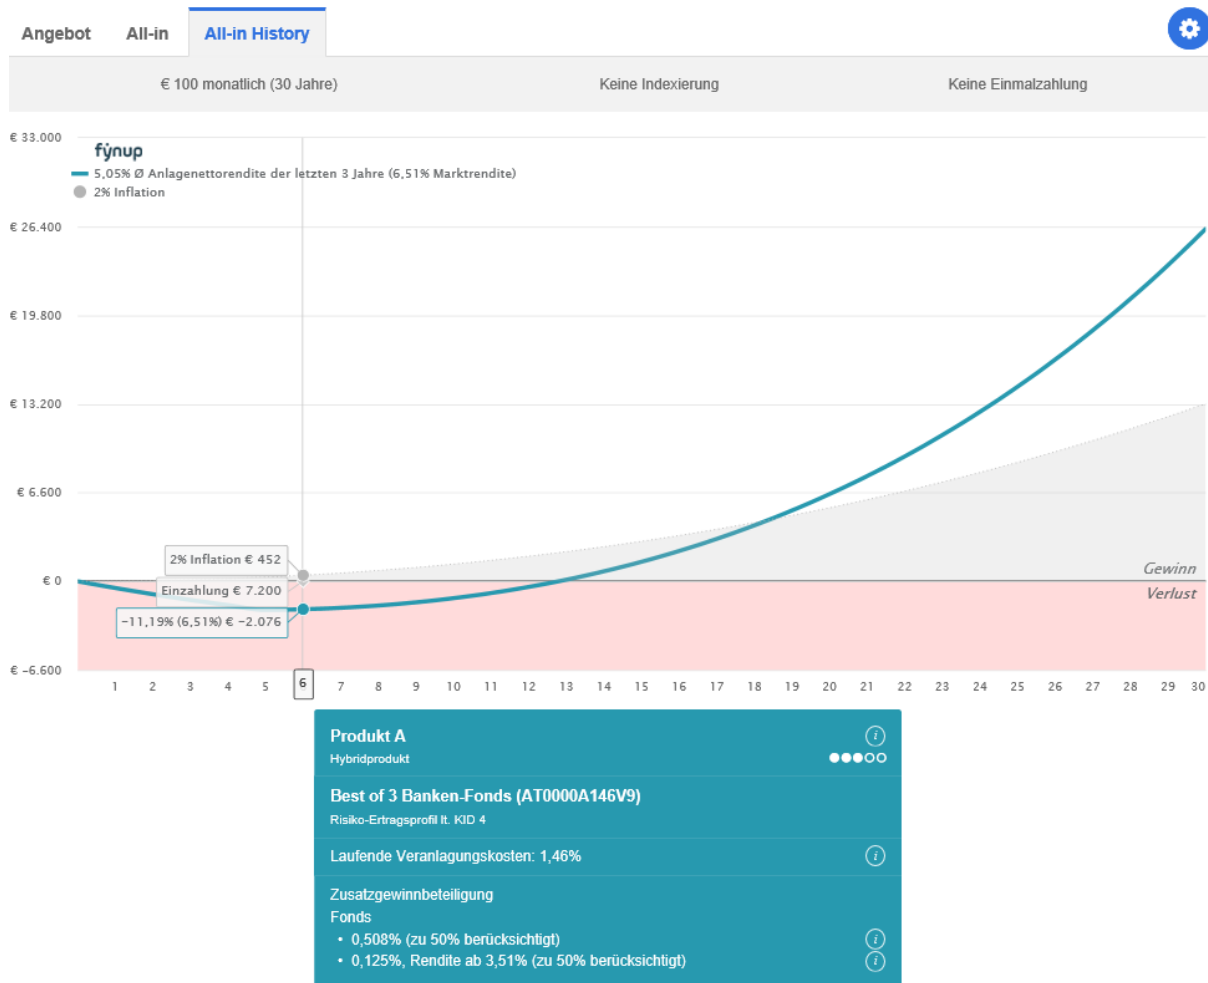 Angebot All-in All-in History
€ 100 monatlich (30 Jahre) Keine Indexierung Keine Einmalzahlung
€ 33.000
fynup
5,05% Ø Anlagenettorendite der letzten 3 Jahre (6,51% Marktrendite)
2% Inflation
€ 26.400
€ 19.800
€ 13.200
€ 6.600
2% Inflation € 452
Gewinn
€ 0
Einzahlung € 7.200
Verlust
-11,19% (6,51%) € -2.076
€ -6.600
1 2 3 4 5 6 7 8 9 10 11 12 13 14 15 16 17 18 19 20 21 22 23 24 25 26 27 28 29 30
Produkt A
Hybridprodukt
Best of 3 Banken-Fonds (AT0000A146V9)
Risiko-Ertragsprofil lt. KID 4
Laufende Veranlagungskosten: 1,46%
Zusatzgewinnbeteiligung
Fonds
• 0,508% (zu 50% berücksichtigt)
• 0,125%, Rendite ab 3,51% (zu 50% berücksichtigt)